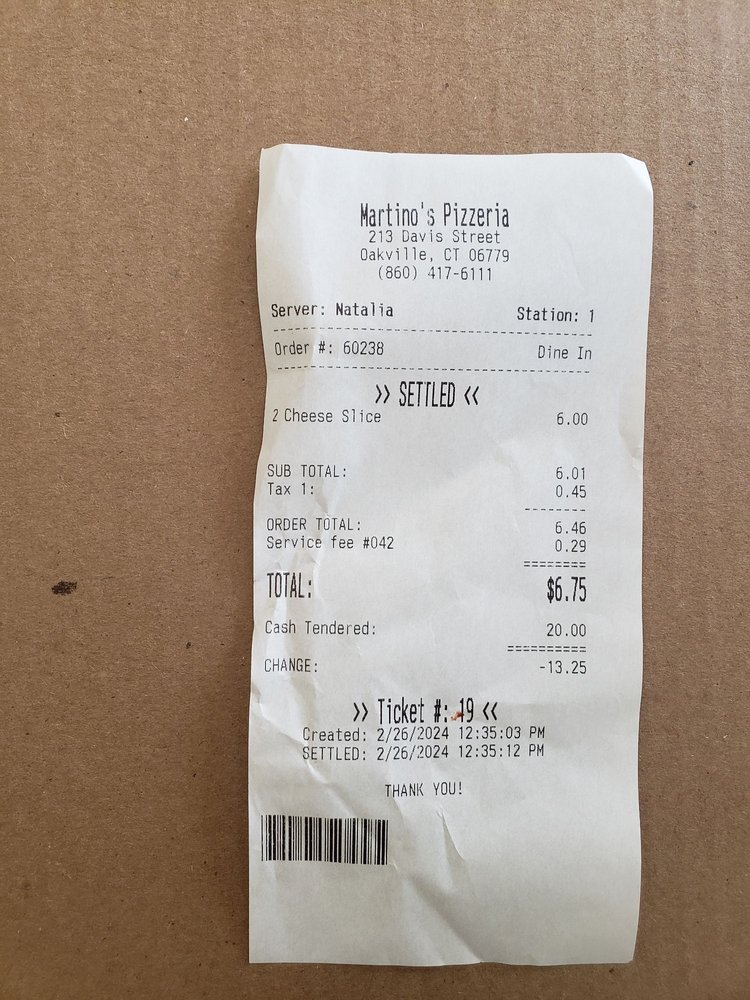 Martino's Pizzeria
213 Davis Street
Oakville, CT 06779
(860) 417-6111
Server: Natalia Station: 1
Order #: 60238 Dine In
>> SETTLED <<
2 Cheese Slice 6.00
SUB TOTAL: 6.01
Tax 1: 0.45
ORDER TOTAL: 6.46
Service fee #042 0.29
TOTAL: $6.75
Cash Tendered: 20.00
CHANGE: -13.25
>> Ticket #: 19 <<
Created: 2/26/2024 12:35:03 PM
SETTLED: 2/26/2024 12:35:12 PM
THANK YOU!